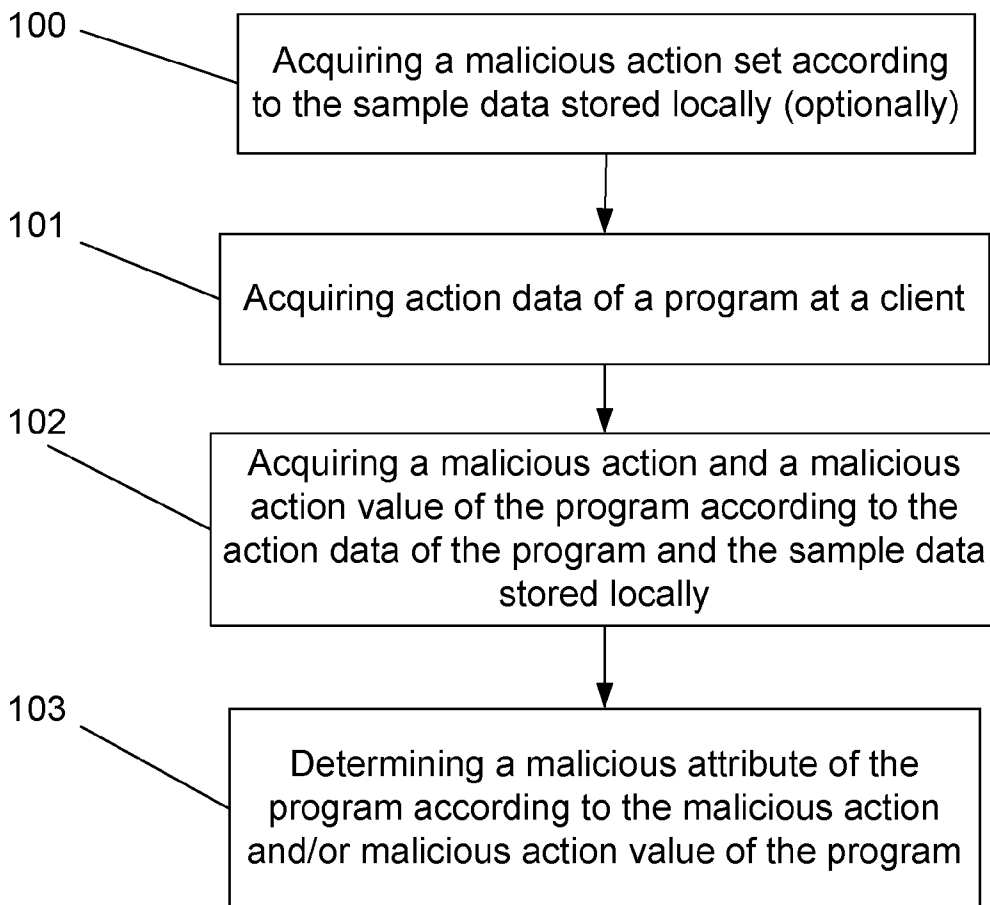 100
Acquiring a malicious action set according
to the sample data stored locally (optionally)
101
Acquiring action data of a program at a client
102
Acquiring a malicious action and a malicious
action value of the program according to the
action data of the program and the sample data
stored locally
103
Determining a malicious attribute of the
program according to the malicious action
and/or malicious action value of the program